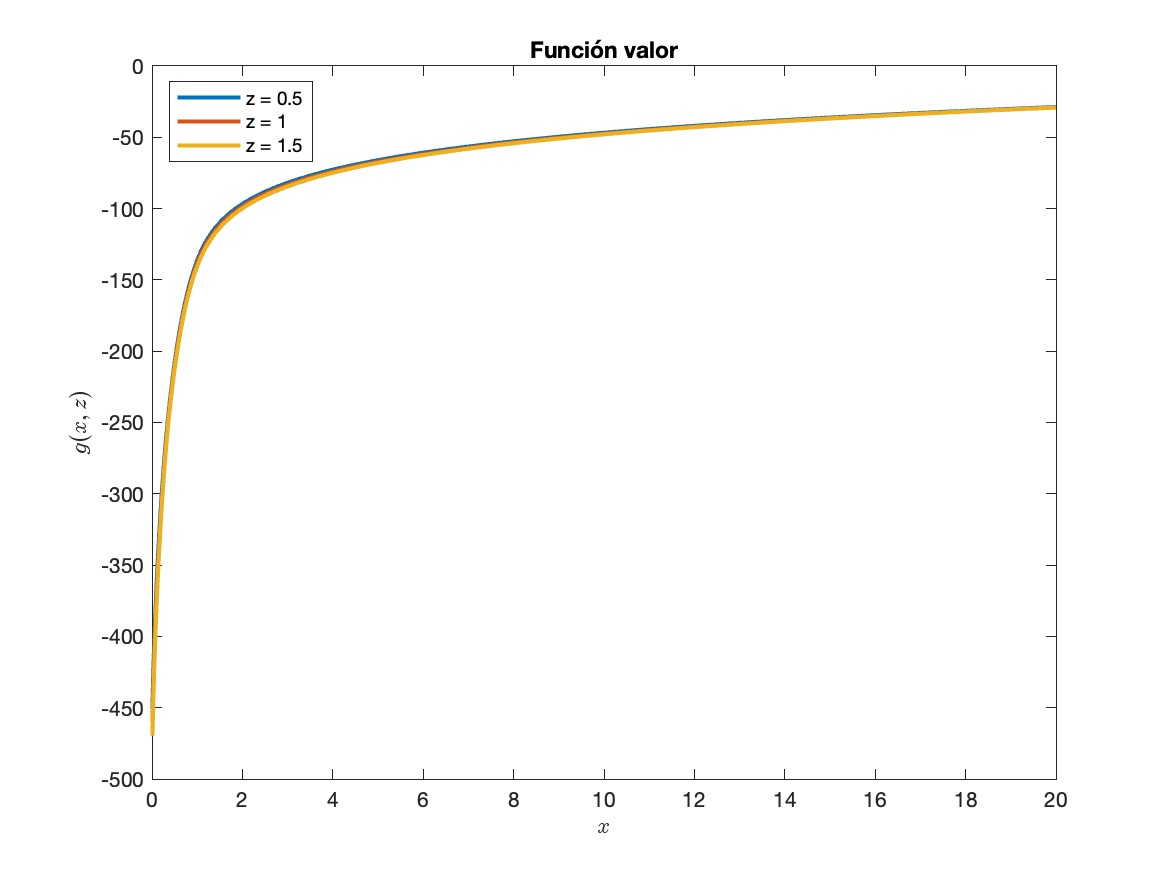 Función valor
z = 0.5
z = 1
z = 1.5
0
-50
-100
-150
-200
-250
-300
-350
-400
-450
-500
g(x, z)
0 2 4 6 8 10 12 14 16 18 20
x